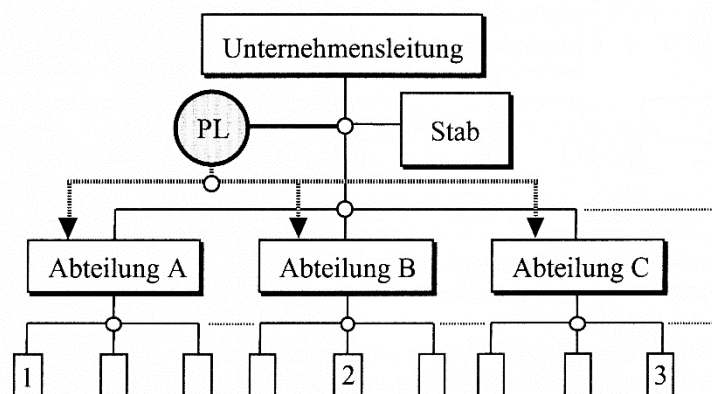 Unternehmensleitung
PL
Stab
Abteilung A
Abteilung B
Abteilung C
1
2
3